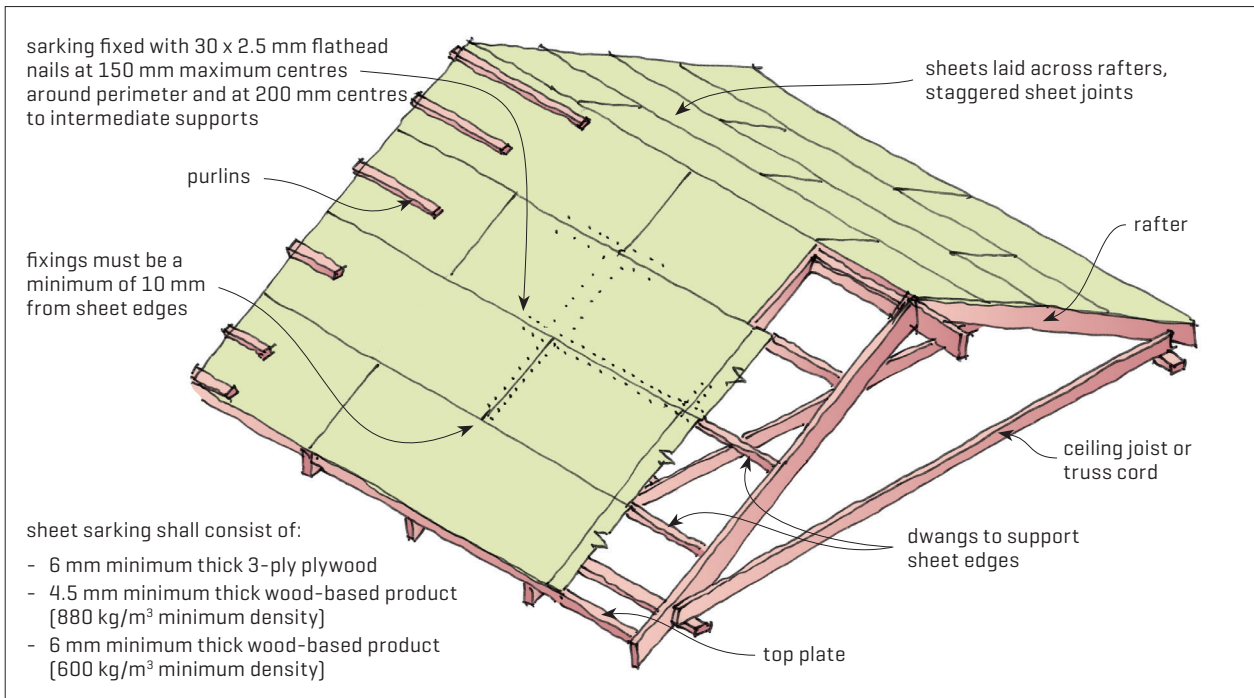 sarking fixed with 30 x 2.5 mm flathead
nails at 150 mm maximum centres
around perimeter and at 200 mm centres
to intermediate supports
sheets laid across rafters,
staggered sheet joints
purlins
rafter
fixings must be a
minimum of 10 mm
from sheet edges
ceiling joist or
truss cord
dwangs to support
sheet edges
sheet sarking shall consist of:
- 6 mm minimum thick 3-ply plywood
- 4.5 mm minimum thick wood-based product
(880 kg/m³ minimum density)
- 6 mm minimum thick wood-based product
(600 kg/m³ minimum density)
top plate